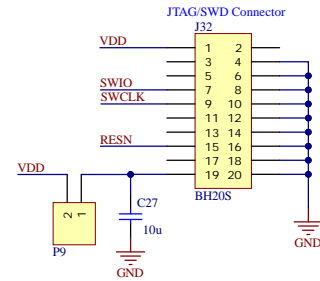 JTAG/SWD Connector
J32
VDD
1 2
3 4
5 6
SWIO
7 8
SWCLK
9 10
11 12
13 14
RESN
15 16
17 18
VDD
19 20
C27
BH20S
2 1
10u
P9
GND
GND